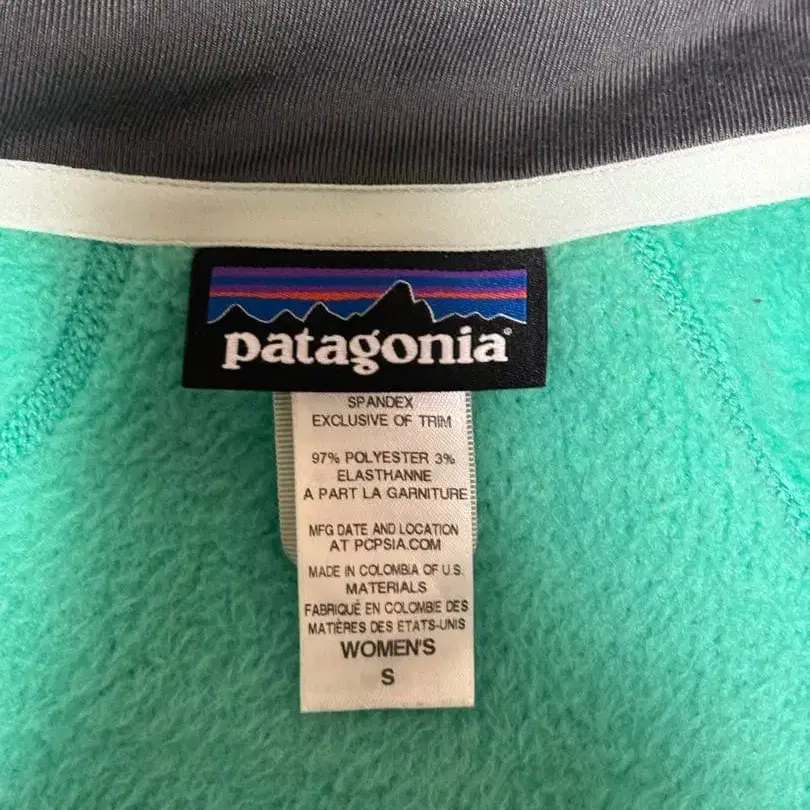 patagonia®
SPANDEX
EXCLUSIVE OF TRIM
97% POLYESTER 3%
ELASTHANNE
A PART LA GARNITURE
MFG DATE AND LOCATION
AT PCPSIA.COM
MADE IN COLOMBIA OF U.S.
MATERIALS
FABRIQUÉ EN COLOMBIE DES
MATIÈRES DES ETATS-UNIS
WOMEN'S
S